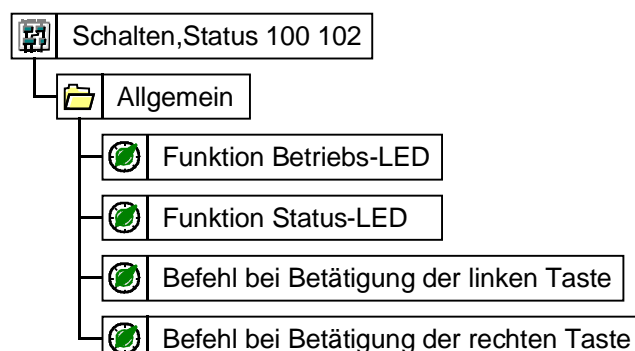 Schalten,Status 100 102
Allgemein
Funktion Betriebs-LED
Funktion Status-LED
Befehl bei Betätigung der linken Taste
Befehl bei Betätigung der rechten Taste